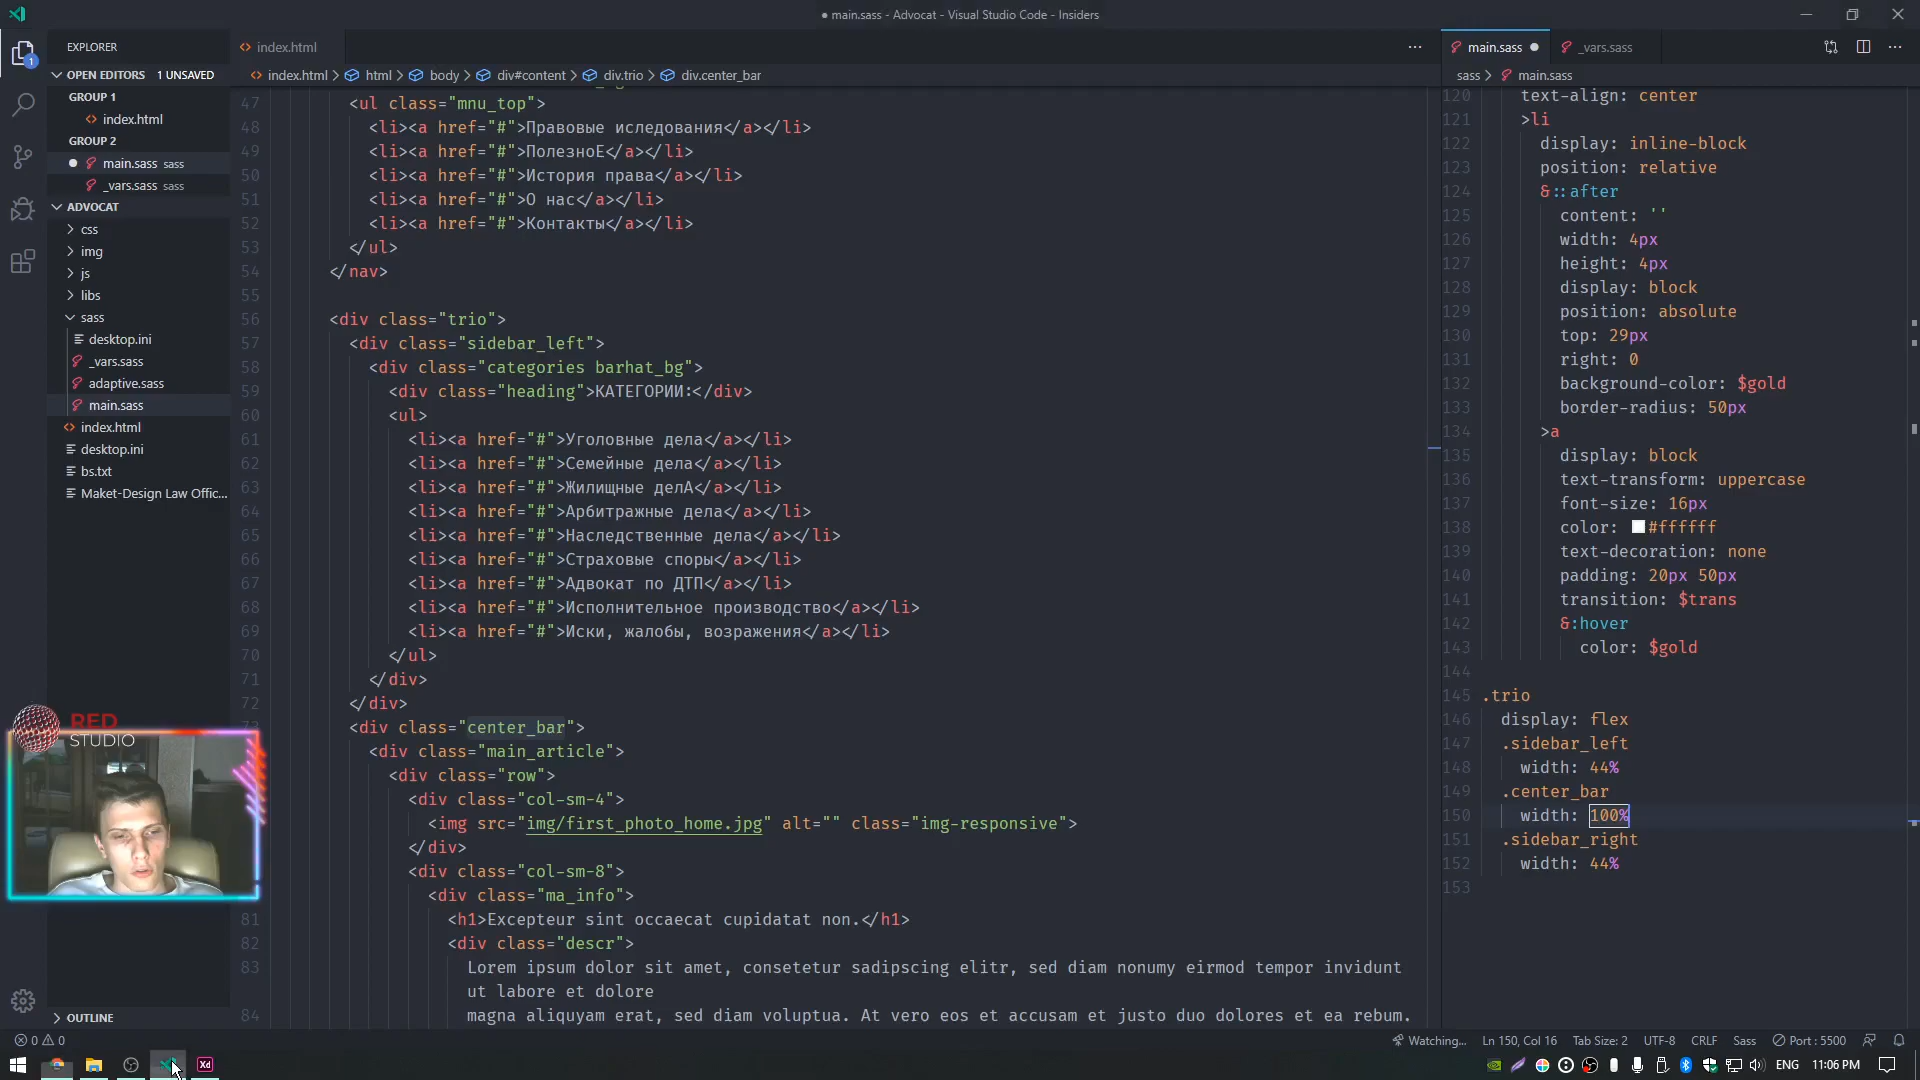 main.sass - Advocat - Visual Studio Code - Insiders
EXPLORER
OPEN EDITORS 1 UNSAVED
GROUP 1
index.html
GROUP 2
main.sass sass
_vars.sass sass
ADVOCAT
css
img
js
libs
sass
desktop.ini
_vars.sass
adaptive.sass
main.sass
index.html
desktop.ini
bs.txt
Maket-Design Law Offic...
RED
STUDIO
OUTLINE
index.html
index.html > html > body > div#content > div.trio > div.center_bar
47 <ul class="mnu_top">
48 <li><a href="#">Правовые иследования</a></li>
49 <li><a href="#">ПолезноЕ</a></li>
50 <li><a href="#">История права</a></li>
51 <li><a href="#">О нас</a></li>
52 <li><a href="#">Контакты</a></li>
53 </ul>
54 </nav>
55
56 <div class="trio">
57 <div class="sidebar_left">
58 <div class="categories barhat_bg">
59 <div class="heading">КАТЕГОРИИ:</div>
60 <ul>
61 <li><a href="#">Уголовные дела</a></li>
62 <li><a href="#">Семейные дела</a></li>
63 <li><a href="#">Жилищные делА</a></li>
64 <li><a href="#">Арбитражные дела</a></li>
65 <li><a href="#">Наследственные дела</a></li>
66 <li><a href="#">Страховые споры</a></li>
67 <li><a href="#">Адвокат по ДТП</a></li>
68 <li><a href="#">Исполнительное производство</a></li>
69 <li><a href="#">Иски, жалобы, возражения</a></li>
70 </ul>
71 </div>
72 </div>
<div class="center_bar">
<div class="main_article">
<div class="row">
<div class="col-sm-4">
<img src="img/first_photo_home.jpg" alt="" class="img-responsive">
</div>
<div class="col-sm-8">
<div class="ma_info">
81 <h1>Excepteur sint occaecat cupidatat non.</h1>
82 <div class="descr">
83 Lorem ipsum dolor sit amet, consetetur sadipscing elitr, sed diam nonumy eirmod tempor invidunt
ut labore et dolore
84 magna aliquyam erat, sed diam voluptua. At vero eos et accusam et justo duo dolores et ea rebum.
main.sass
_vars.sass
sass > main.sass
120 text-align: center
121 >li
122 display: inline-block
123 position: relative
124 &::after
125 content: ''
126 width: 4px
127 height: 4px
128 display: block
129 position: absolute
130 top: 29px
131 right: 0
132 background-color: $gold
133 border-radius: 50px
134 >a
135 display: block
136 text-transform: uppercase
137 font-size: 16px
138 color: #ffffff
139 text-decoration: none
140 padding: 20px 50px
141 transition: $trans
142 &:hover
143 color: $gold
144
145 .trio
146 display: flex
147 .sidebar_left
148 width: 44%
149 .center_bar
150 width: 100%
151 .sidebar_right
152 width: 44%
153
0 0
Watching... Ln 150, Col 16 Tab Size: 2 UTF-8 CRLF Sass Port : 5500
Xd
ENG 11:06 PM